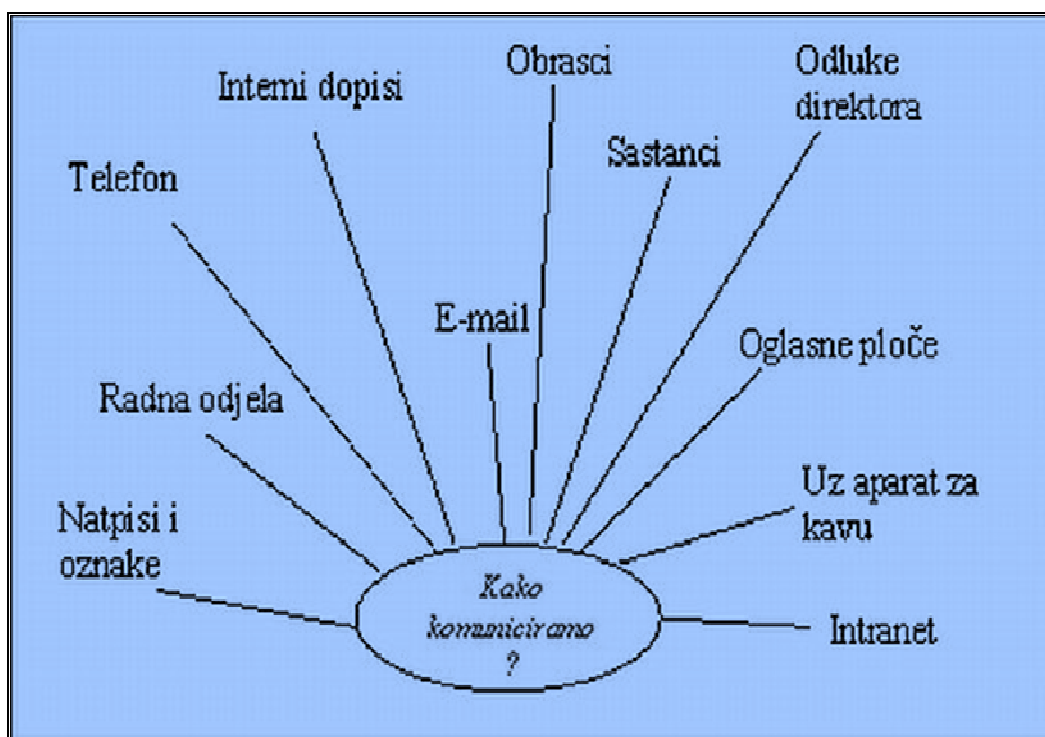 Obrasci
Odluke
direktora
Interni dopisi
Sastanci
Telefon
E-mail
Oglasne ploče
Radna odjela
Uz aparat za
kavu
Natpisi i
oznake
Kako
komuniciramo
?
Intranet